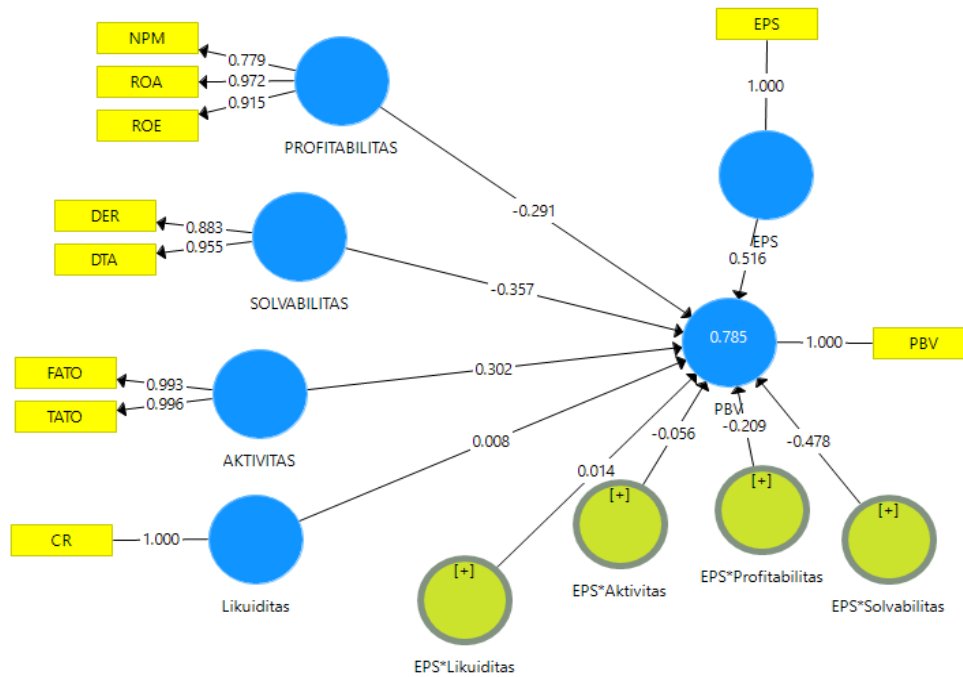 NPM
0.779
ROA
0.972
ROE
0.915
PROFITABILITAS
EPS
1.000
EPS
0.516
-0.291
DER
0.883
DTA
0.955
SOLVABILITAS
-0.357
FATO
0.993
TATO
0.996
AKTIVITAS
0.302
0.785
1.000
PBV
PBV
CR
1.000
Likuiditas
0.008
0.014
-0.056
-0.209
-0.478
[+]
EPS*Likuiditas
[+]
EPS*Aktivitas
[+]
EPS*Profitabilitas
[+]
EPS*Solvabilitas